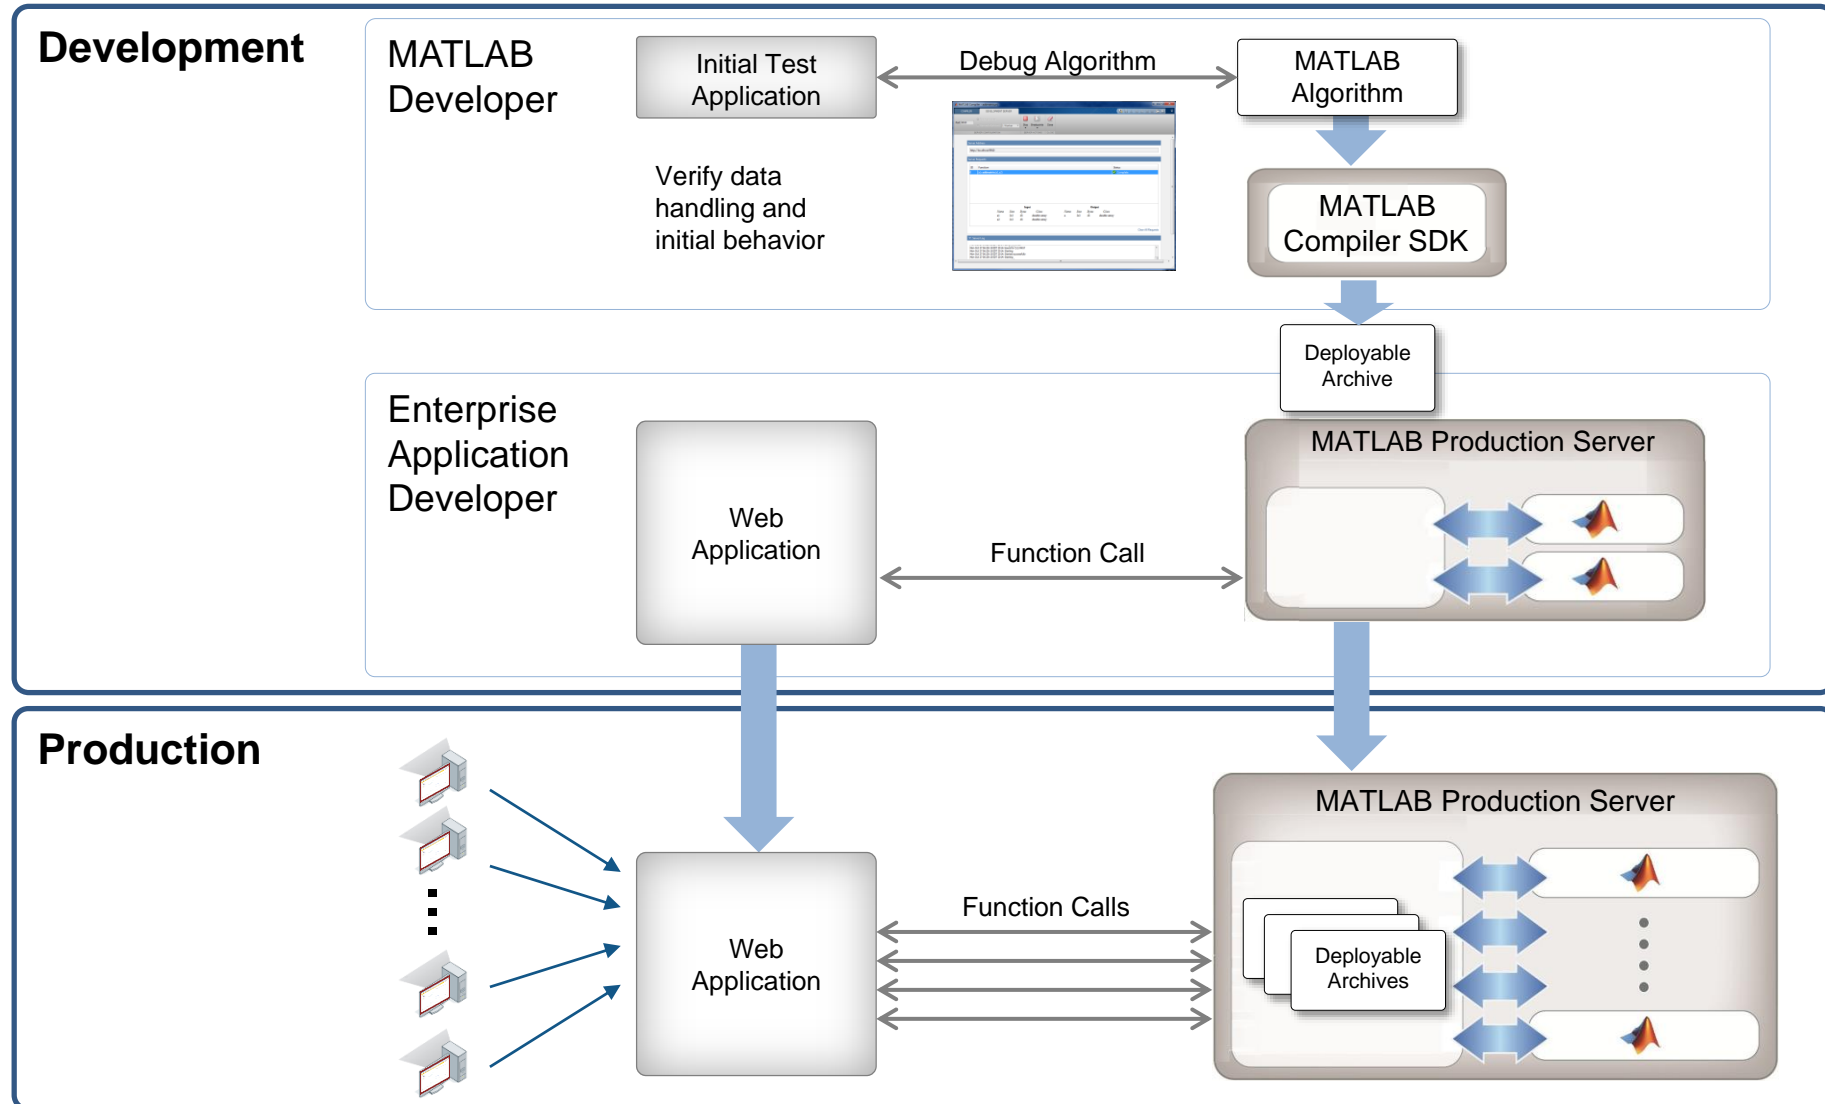 Development
MATLAB
Developer
Initial Test
Application
Debug Algorithm
MATLAB
Algorithm
Verify data
handling and
initial behavior
MATLAB
Compiler SDK
Deployable
Archive
Enterprise
Application
Developer
Web
Application
Function Call
MATLAB Production Server
Production
Web
Application
Function Calls
MATLAB Production Server
Deployable
Archives